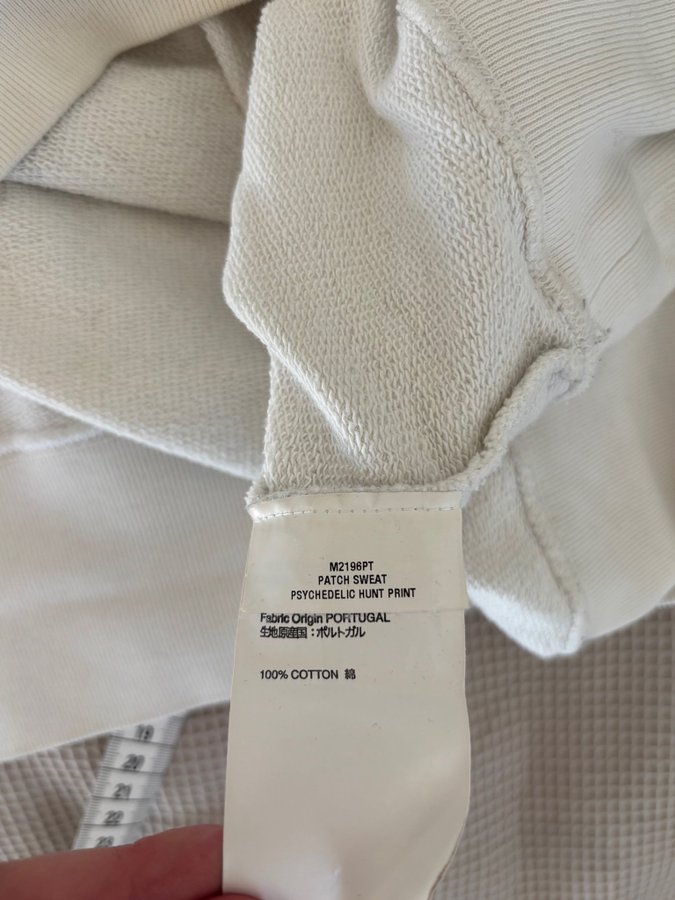 M2196PT
PATCH SWEAT
PSYCHEDELIC HUNT PRINT
Fabric Origin PORTUGAL
生地原産国：ポルトガル
100% COTTON 綿
19
20
21
22
23